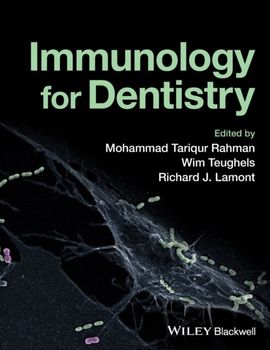 Immunology
for Dentistry
Edited by
Mohammad Tariqur Rahman
Wim Teughels
Richard J. Lamont
WILEY Blackwell